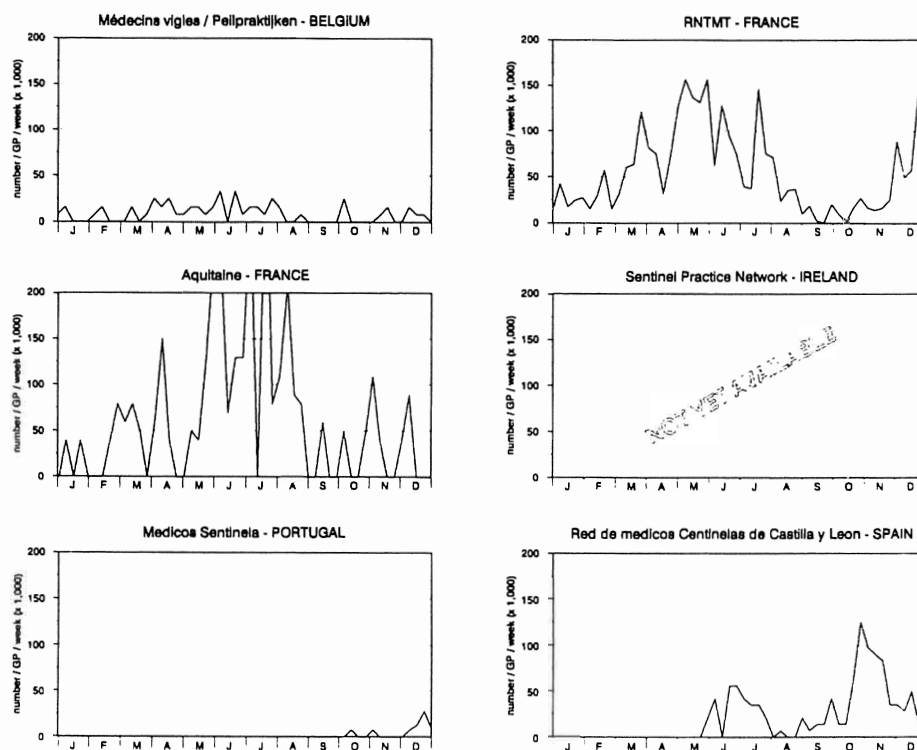 Médecins vigies / Peilpraktijken - BELGIUM
number / GP / week (x 1,000)
200
150
100
50
0
J F M A M J J A S O N D
RNTMT - FRANCE
number / GP / week (x 1,000)
200
150
100
50
0
J F M A M J J A S O N D
Aquitaine - FRANCE
number / GP / week (x 1,000)
200
150
100
50
0
J F M A M J J A S O N D
Sentinel Practice Network - IRELAND
number / GP / week (x 1,000)
200
150
100
50
0
NOT YET AVAILABLE
J F M A M J J A S O N D
Medicos Sentinela - PORTUGAL
number / GP / week (x 1,000)
200
150
100
50
0
J F M A M J J A S O N D
Red de medicos Centinelas de Castilla y Leon - SPAIN
number / GP / week (x 1,000)
200
150
100
50
0
J F M A M J J A S O N D